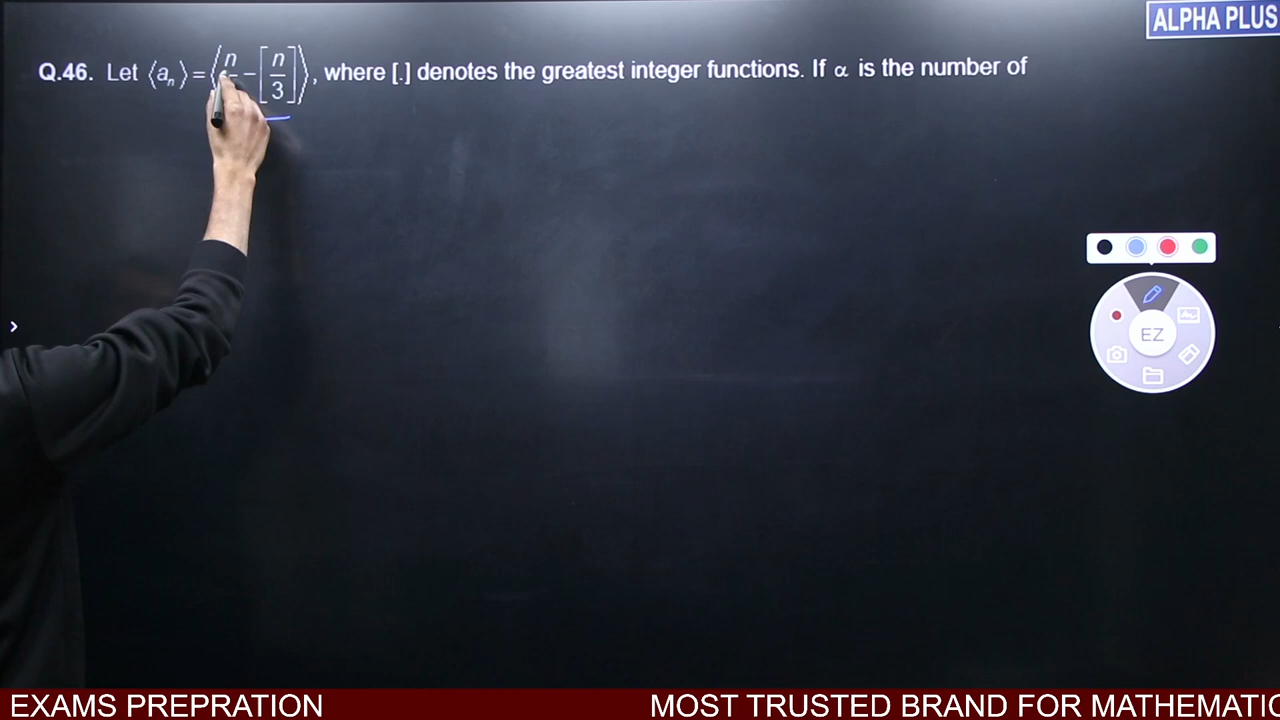 ALPHA PLUS
Q.46. Let ⟨aₙ⟩ = ⟨n/ − [n/3]⟩, where [.] denotes the greatest integer functions. If α is the number of
EZ
EXAMS PREPRATION MOST TRUSTED BRAND FOR MATHEMATIC